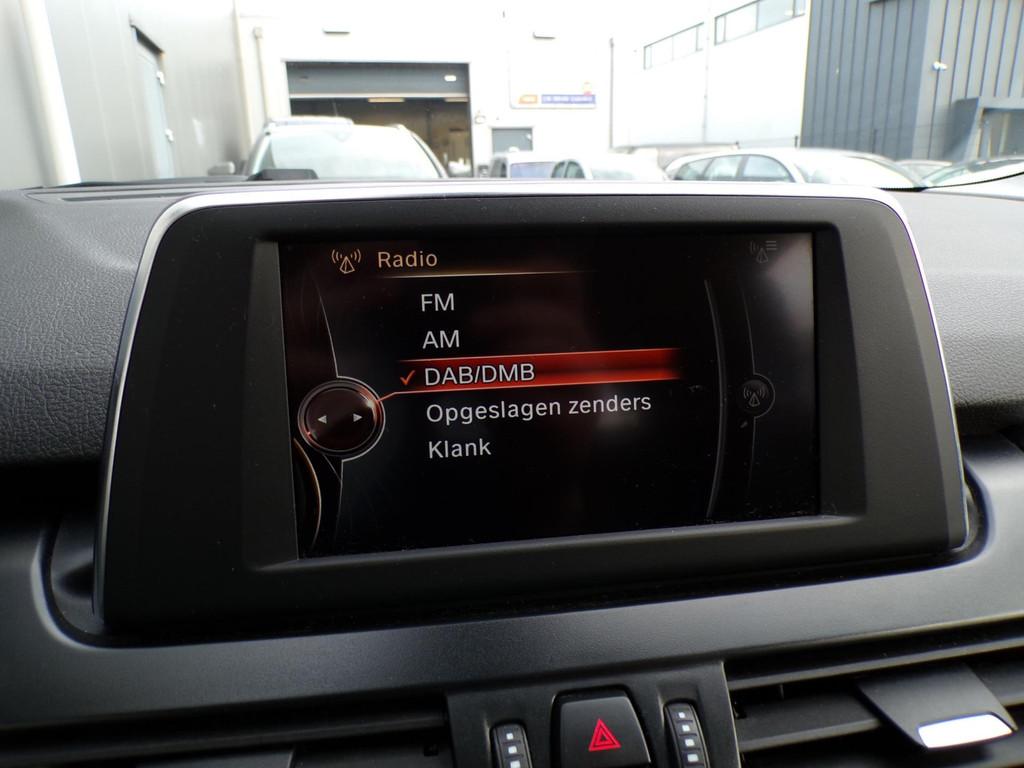 Radio
FM
AM
DAB/DMB
Opgeslagen zenders
Klank